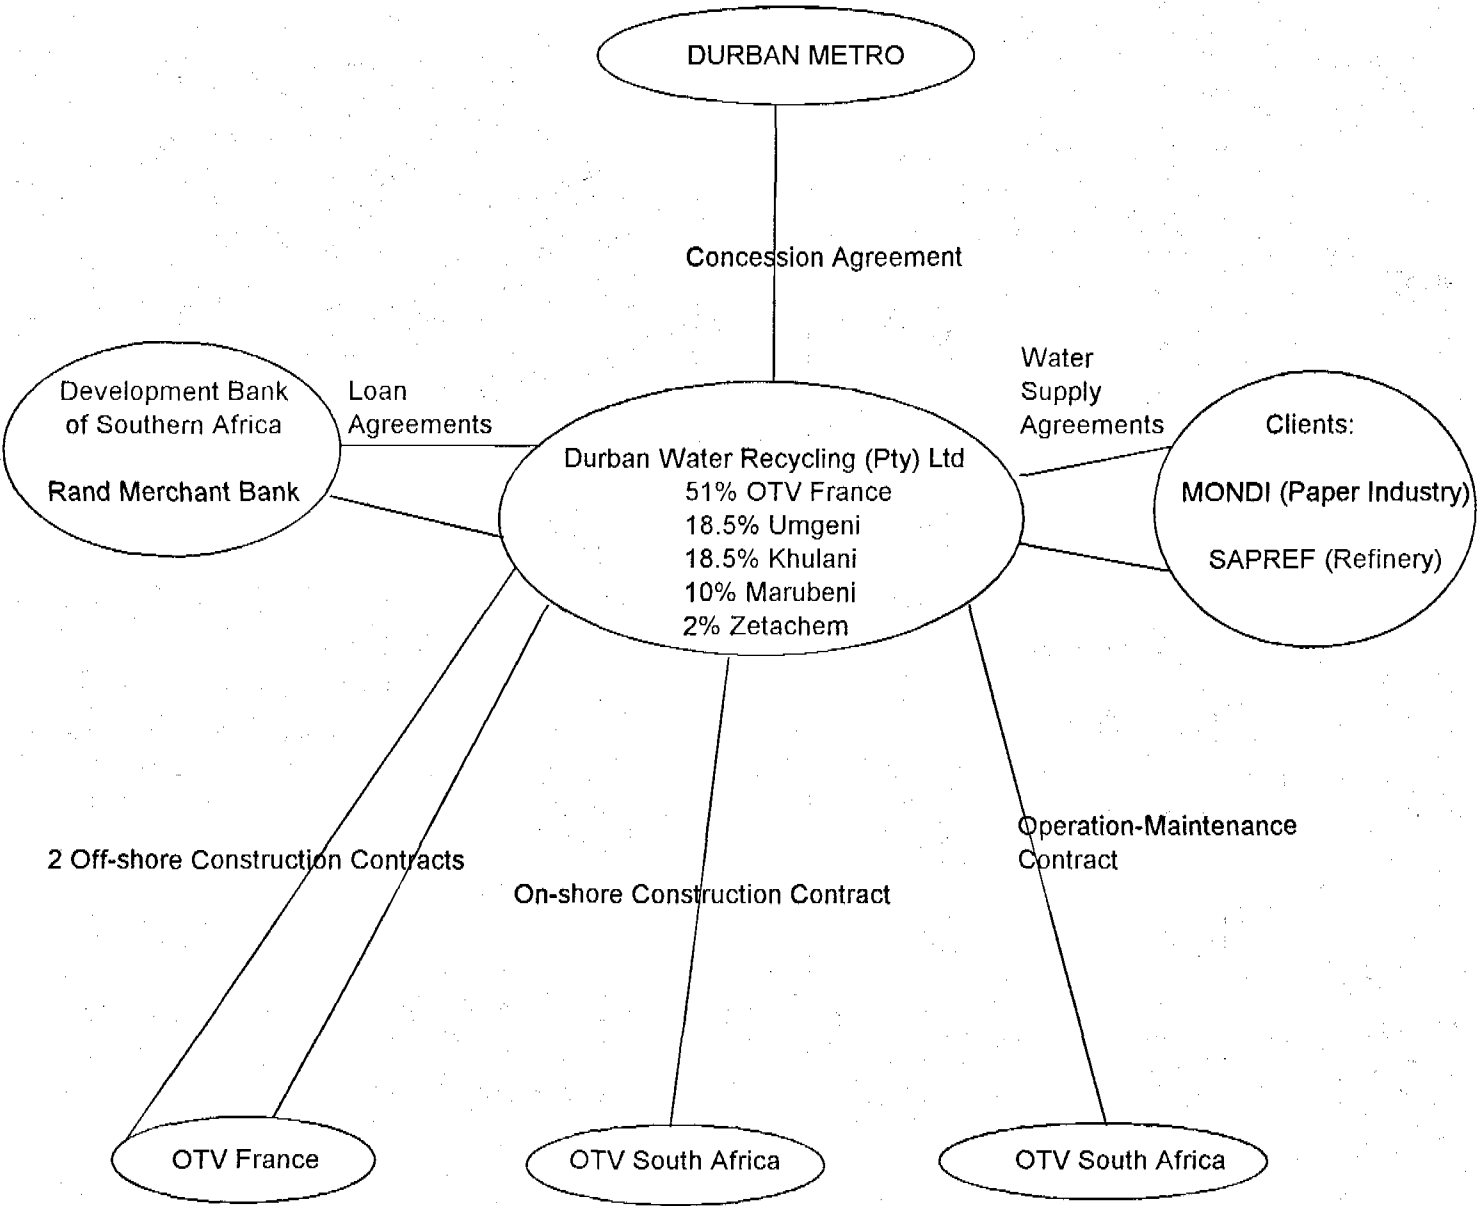 DURBAN METRO
Concession Agreement
Development Bank
of Southern Africa
Rand Merchant Bank
Loan
Agreements
Durban Water Recycling (Pty) Ltd
51% OTV France
18.5% Umgeni
18.5% Khulani
10% Marubeni
2% Zetachem
Water
Supply
Agreements
Clients:
MONDI (Paper Industry)
SAPREF (Refinery)
2 Off-shore Construction Contracts
On-shore Construction Contract
Operation-Maintenance
Contract
OTV France
OTV South Africa
OTV South Africa